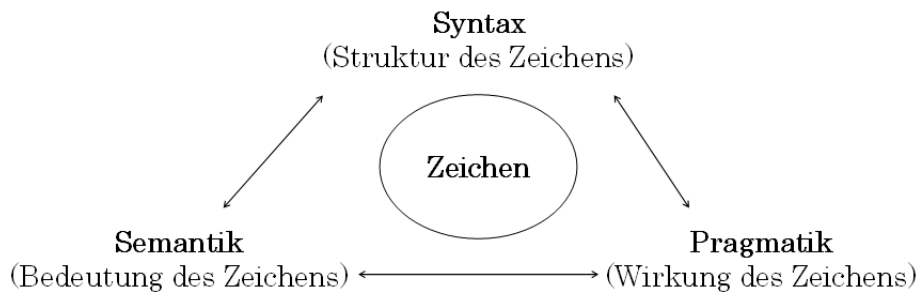 Syntax
(Struktur des Zeichens)
Zeichen
Semantik
(Bedeutung des Zeichens)
Pragmatik
(Wirkung des Zeichens)